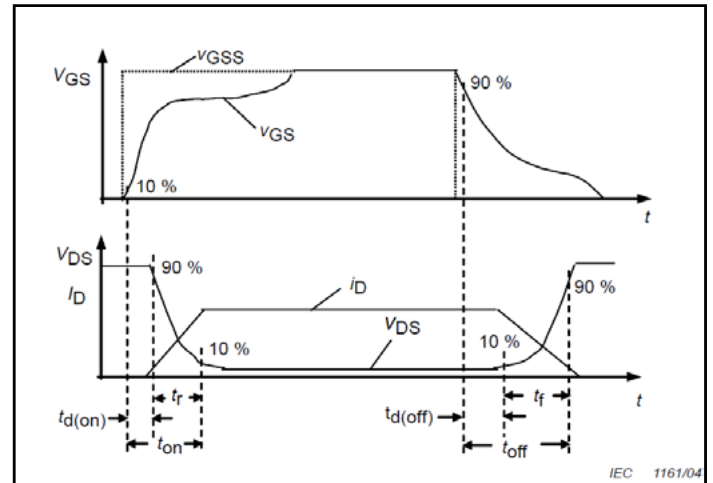 VGSS
VGS
90 %
vGS
10 %
t
VDS
90 %
iD
90 %
ID
VDS
10 %
10 %
tr
tf
t
td(on)
td(off)
ton
toff
IEC 1161/04